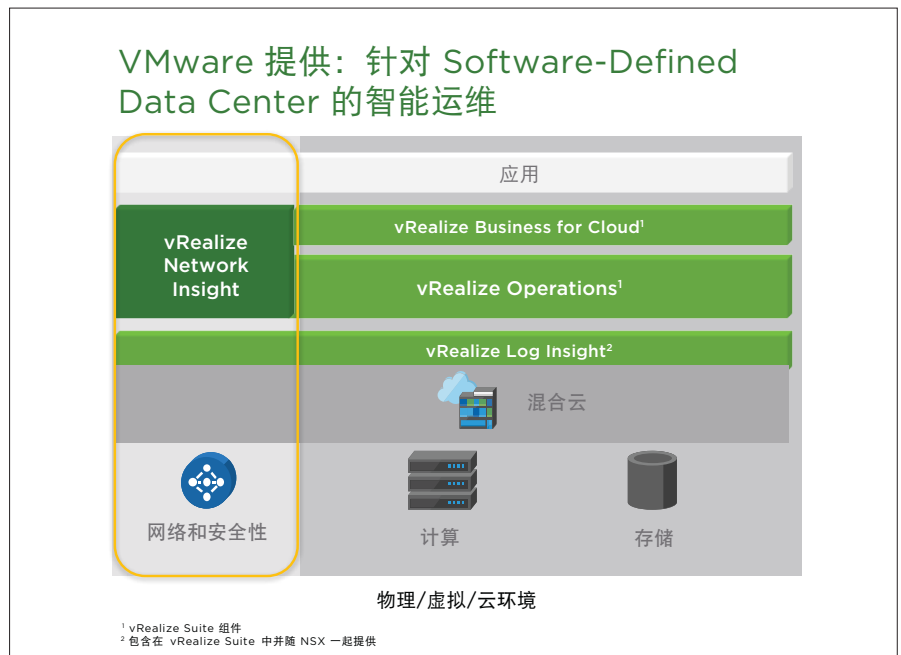 VMware 提供：针对 Software-Defined
Data Center 的智能运维
应用
vRealize
Network
Insight
vRealize Business for Cloud¹
vRealize Operations¹
vRealize Log Insight²
混合云
网络和安全性
计算
存储
物理/虚拟/云环境
¹ vRealize Suite 组件
² 包含在 vRealize Suite 中并随 NSX 一起提供